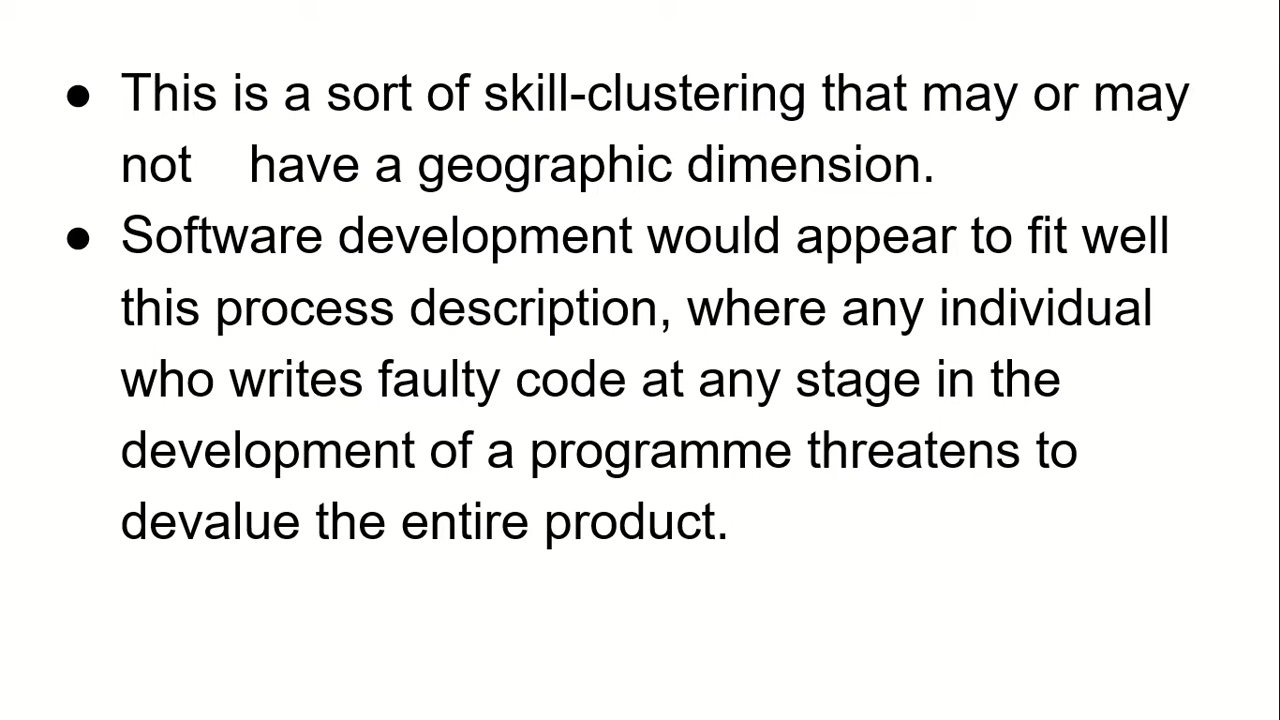 ● This is a sort of skill-clustering that may or may
not    have a geographic dimension.
● Software development would appear to fit well
this process description, where any individual
who writes faulty code at any stage in the
development of a programme threatens to
devalue the entire product.